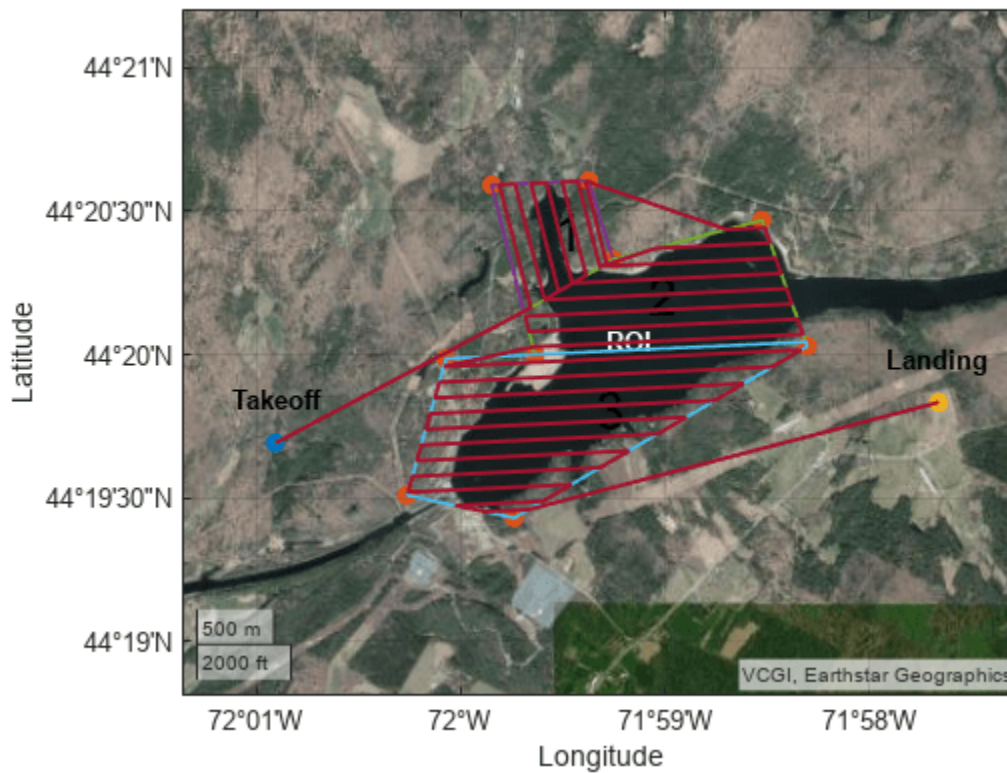 44°21'N
44°20'30"N
44°20'N
44°19'30"N
44°19'N
Latitude
1
2
ROI
3
Takeoff
Landing
500 m
2000 ft
VCGI, Earthstar Geographics
72°01'W
72°W
71°59'W
71°58'W
Longitude